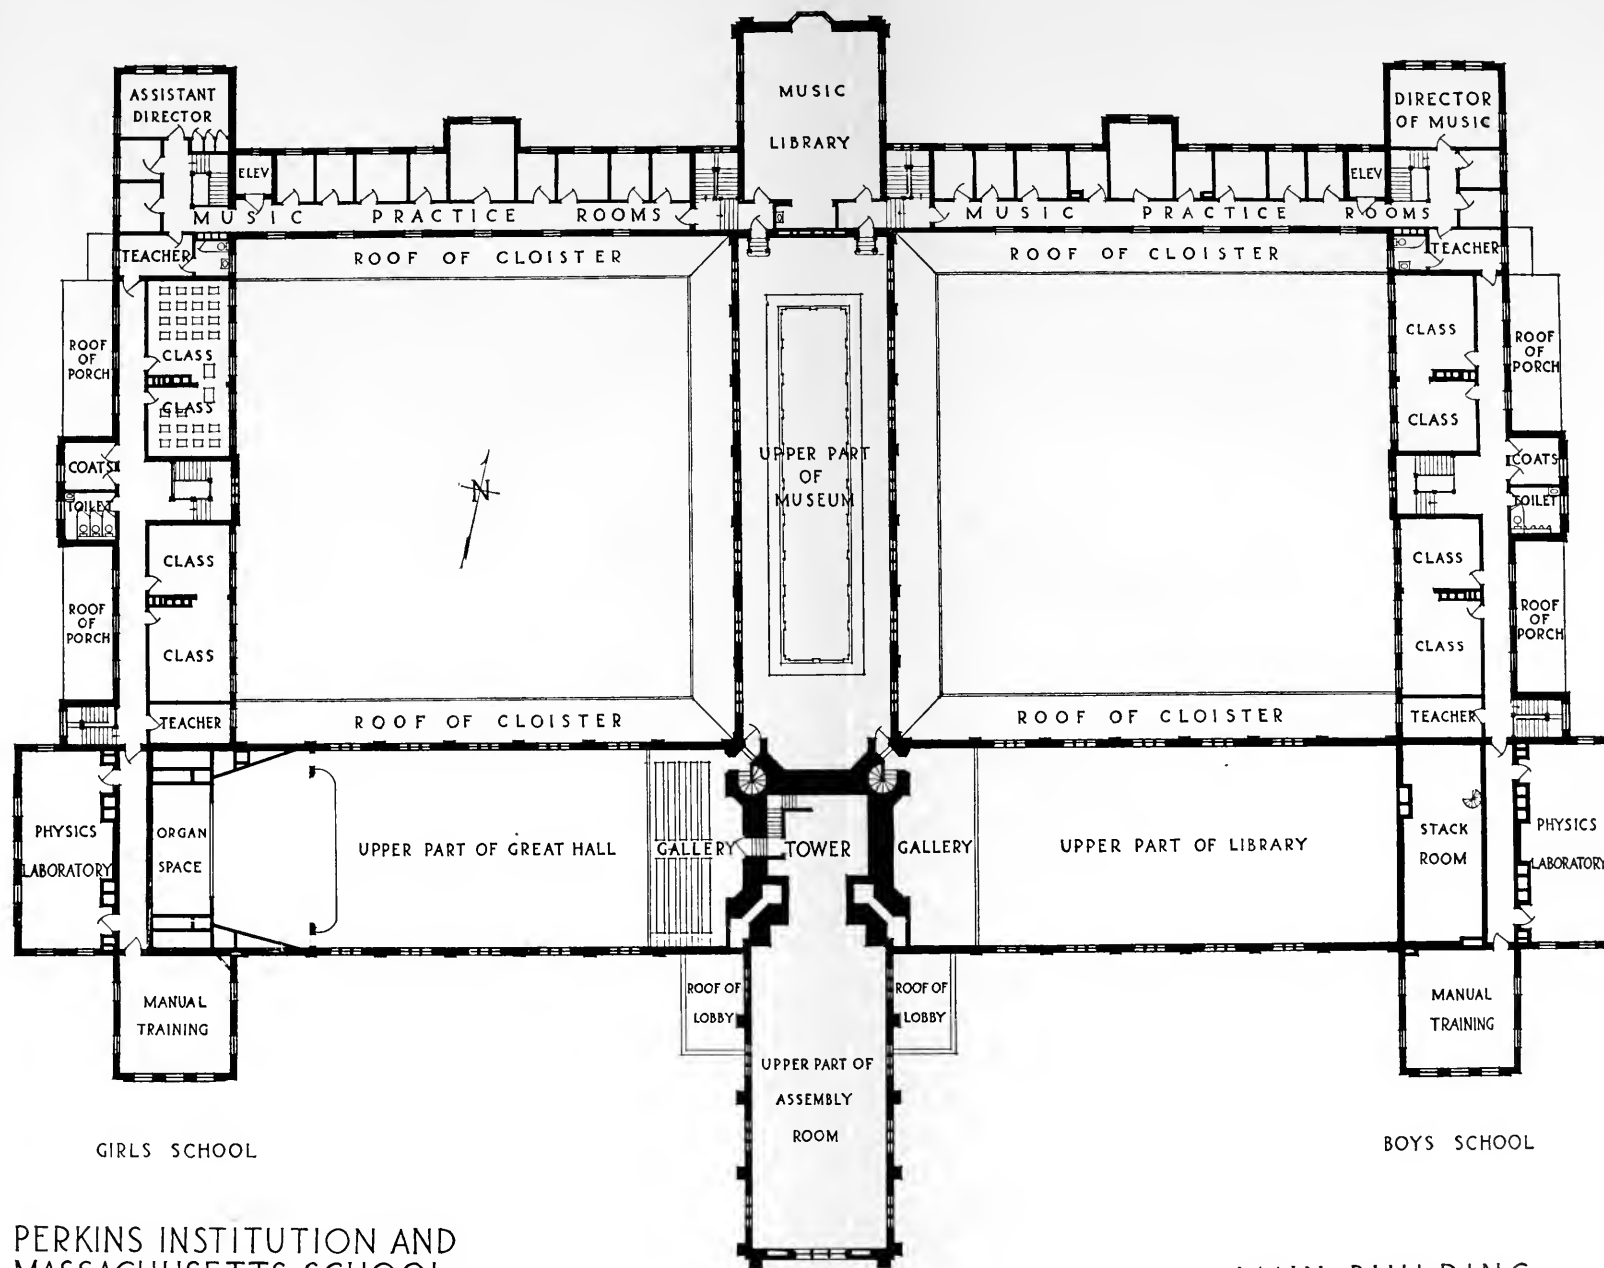 MUSIC
LIBRARY
ASSISTANT
DIRECTOR
DIRECTOR
OF MUSIC
ELEV
ELEV
MUSIC PRACTICE ROOMS
MUSIC PRACTICE ROOMS
TEACHER
ROOF OF CLOISTER
ROOF OF CLOISTER
TEACHER
ROOF
OF
PORCH
CLASS
CLASS
CLASS
CLASS
ROOF
OF
PORCH
COATS
TOILET
UPPER PART
OF
MUSEUM
N
COATS
TOILET
ROOF
OF
PORCH
CLASS
CLASS
CLASS
CLASS
ROOF
OF
PORCH
TEACHER
ROOF OF CLOISTER
ROOF OF CLOISTER
TEACHER
PHYSICS
LABORATORY
ORGAN
SPACE
UPPER PART OF GREAT HALL
GALLERY
TOWER
GALLERY
UPPER PART OF LIBRARY
STACK
ROOM
PHYSICS
LABORATORY
MANUAL
TRAINING
ROOF OF
LOBBY
ROOF OF
LOBBY
MANUAL
TRAINING
UPPER PART OF
ASSEMBLY
ROOM
GIRLS SCHOOL
BOYS SCHOOL
PERKINS INSTITUTION AND
MASSACHUSETTS SCHOOL
MAIN BUILDING